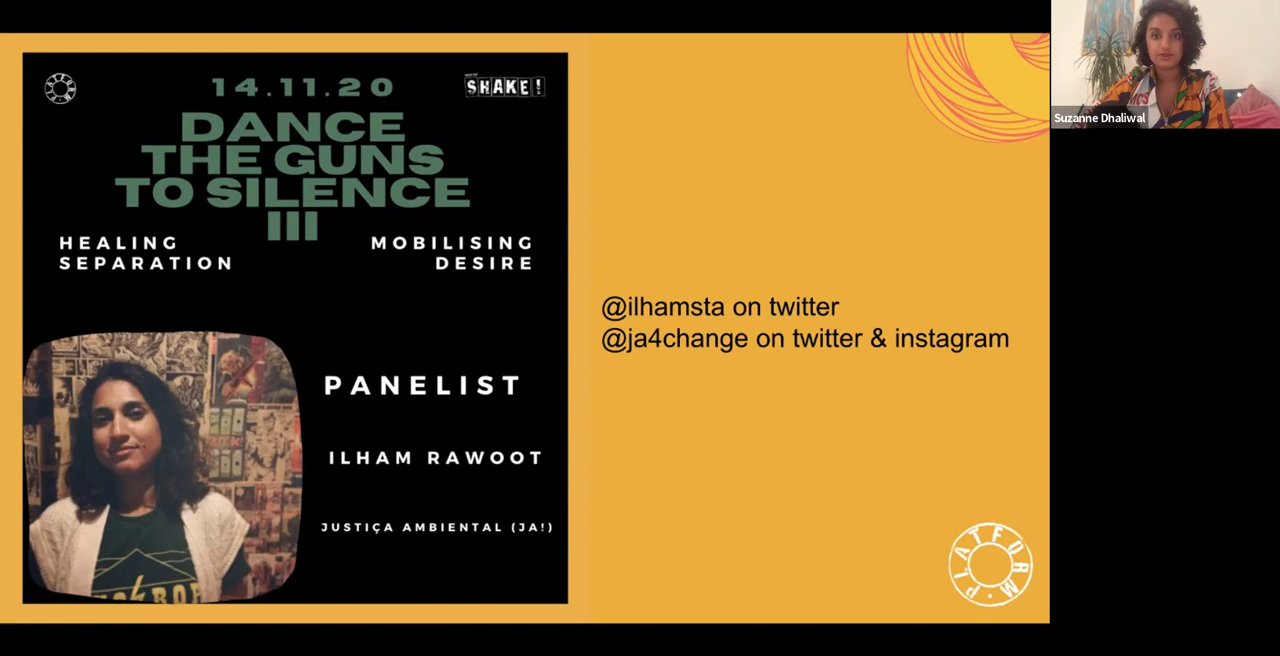 PLATFORM
14.11.20
SHAKE!
DANCE
THE GUNS
TO SILENCE
III
HEALING
SEPARATION
MOBILISING
DESIRE
PANELIST
ILHAM RAWOOT
JUSTIÇA AMBIENTAL (JA!)
@ilhamsta on twitter
@ja4change on twitter & instagram
PLATFORM
Suzanne Dhaliwal